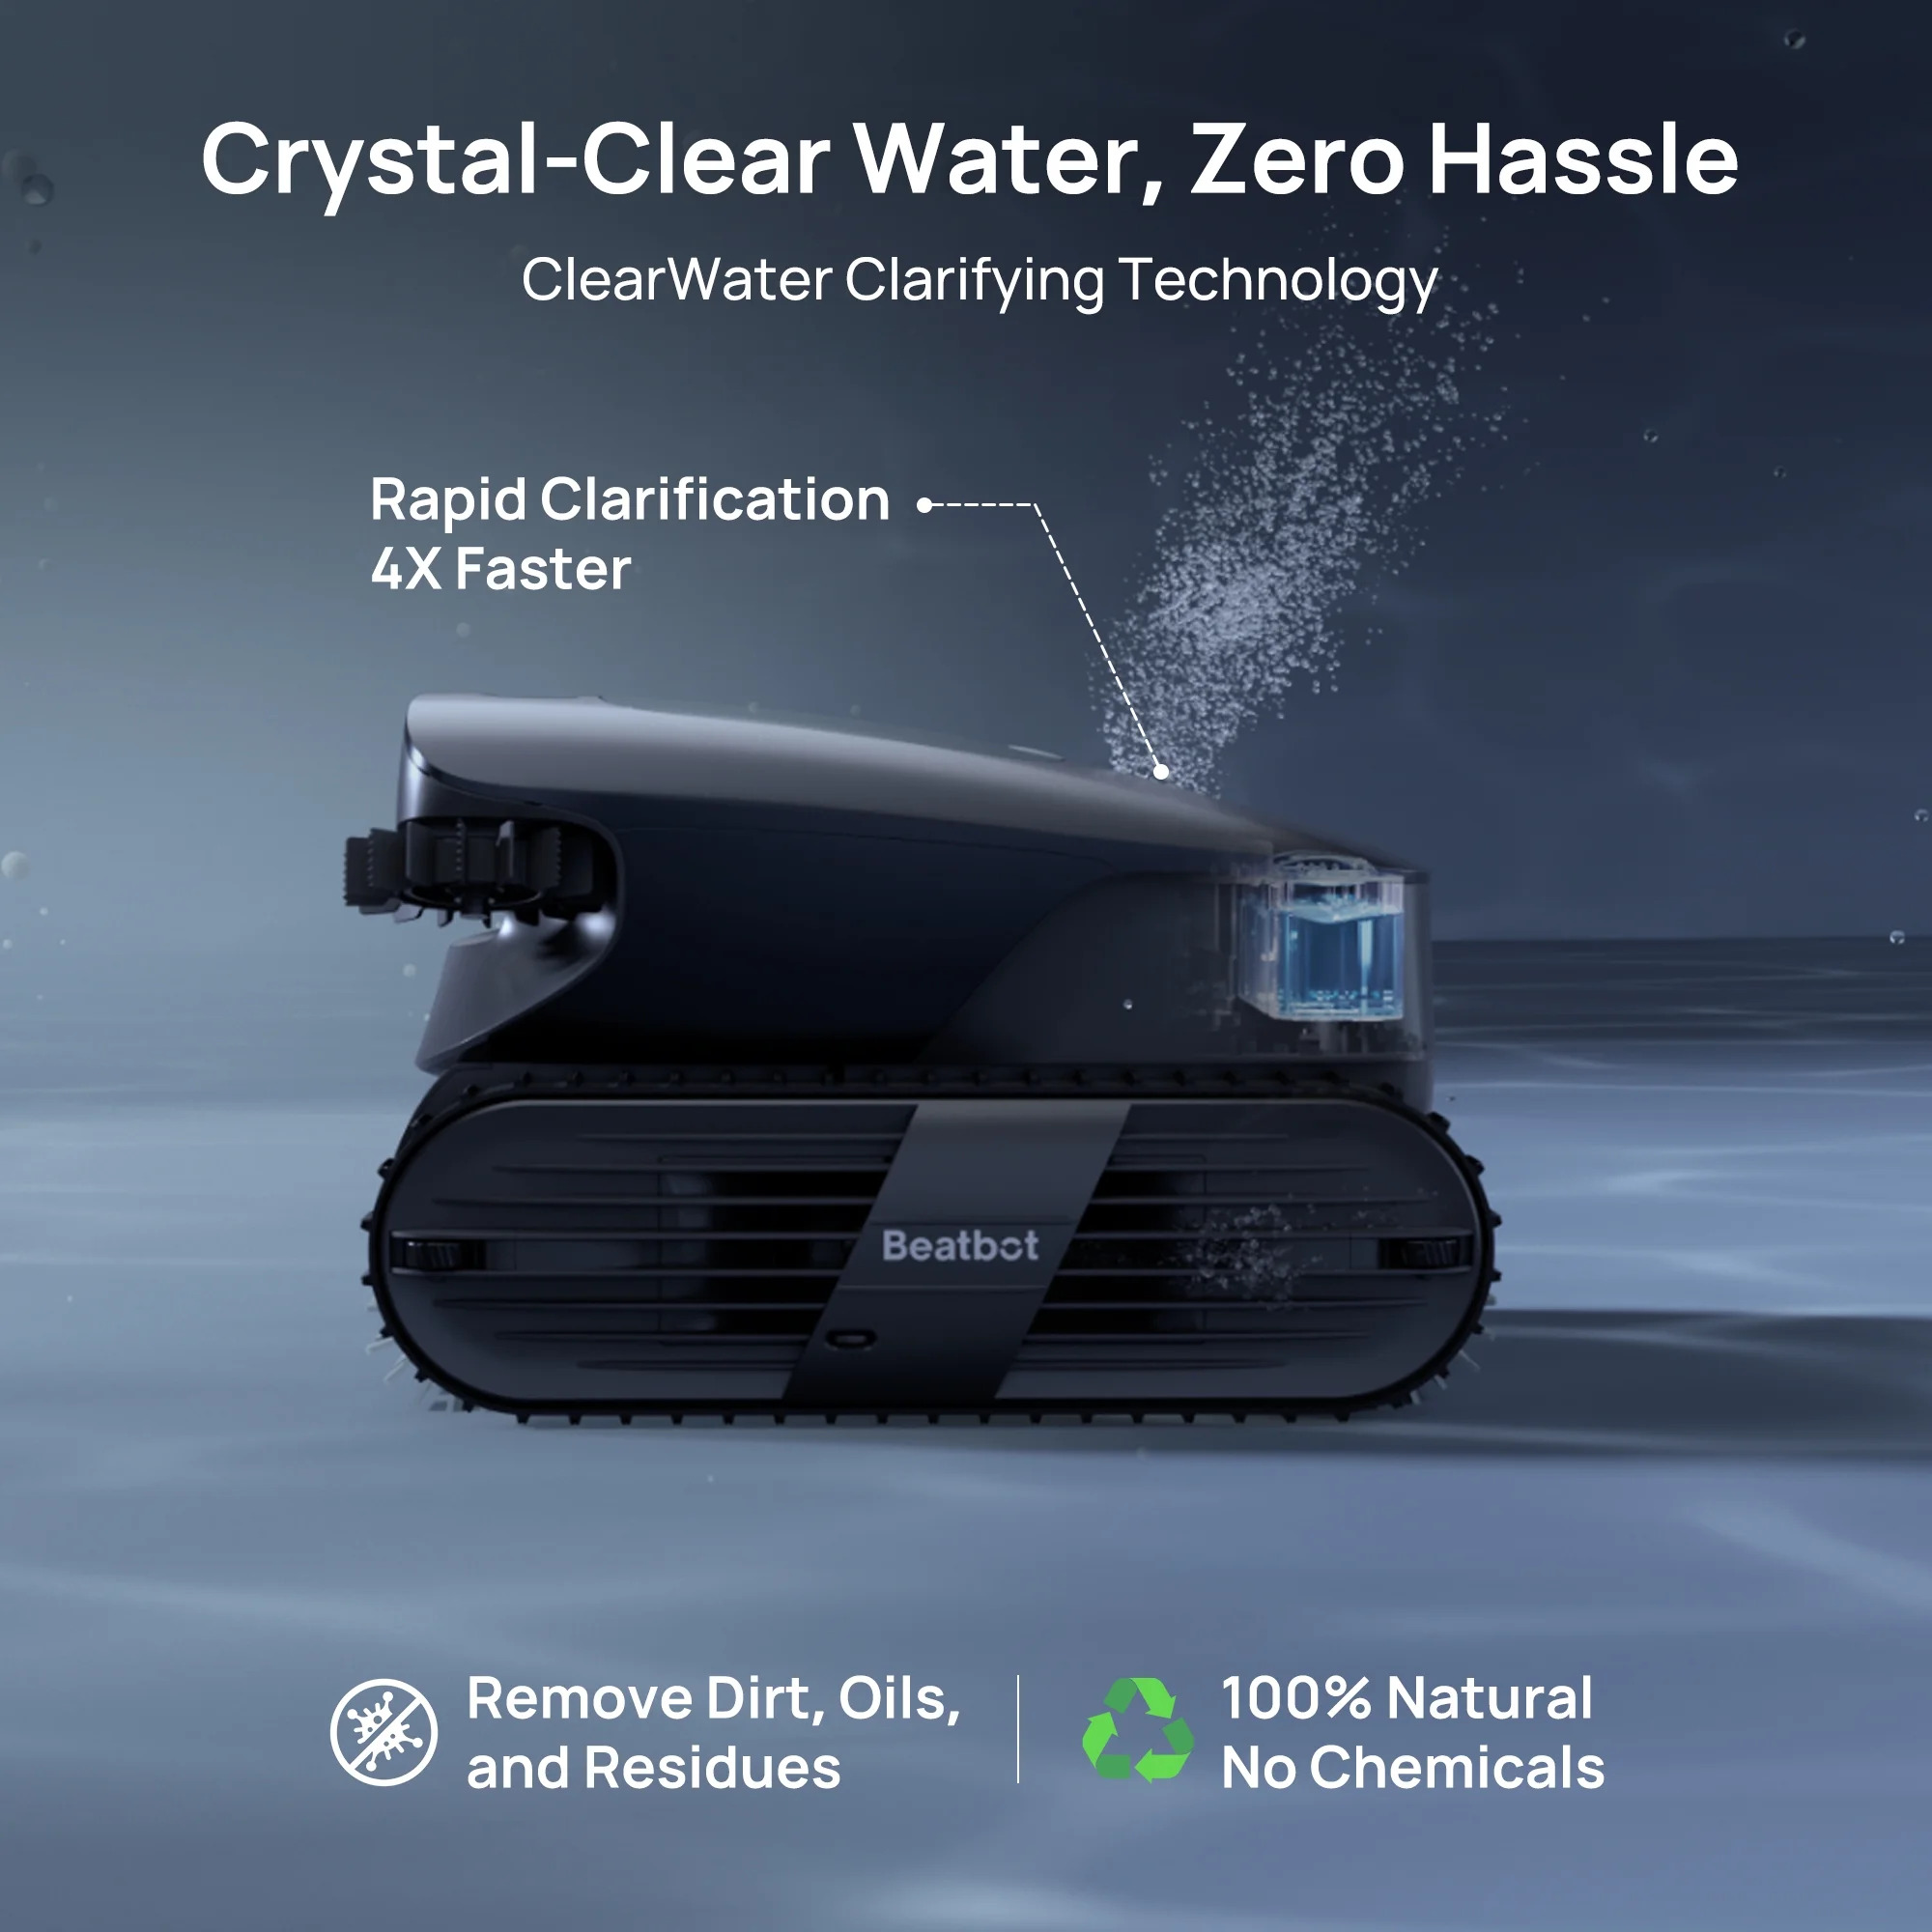 Crystal-Clear Water, Zero Hassle
ClearWater Clarifying Technology
Rapid Clarification
4X Faster
Beatbot
Remove Dirt, Oils,
and Residues
100% Natural
No Chemicals